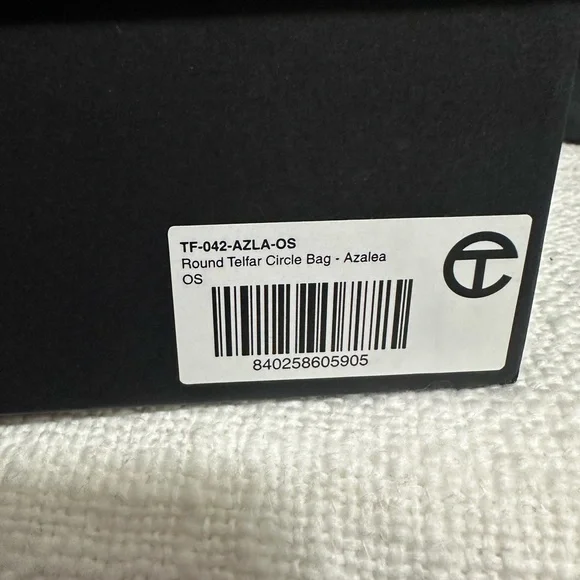 TF-042-AZLA-OS
Round Telfar Circle Bag - Azalea
OS
840258605905